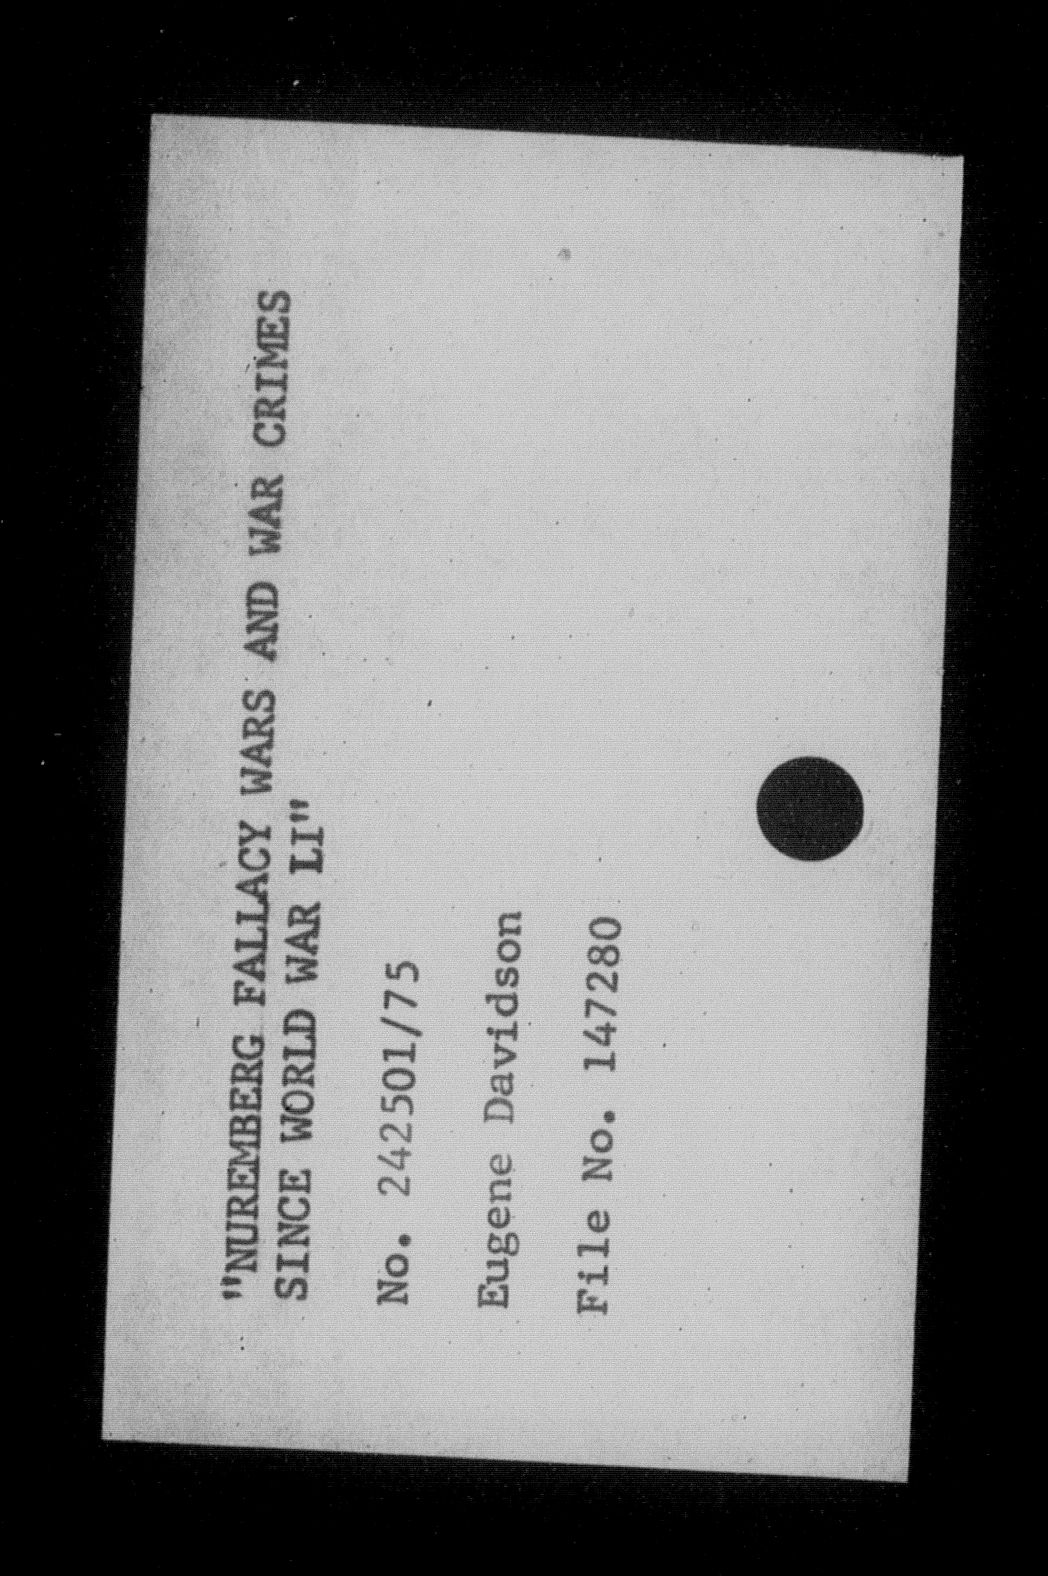 "NUREMBERG FALLACY WARS AND WAR CRIMES
SINCE WORLD WAR LI"
No. 242501/75
Eugene Davidson
File No. 147280